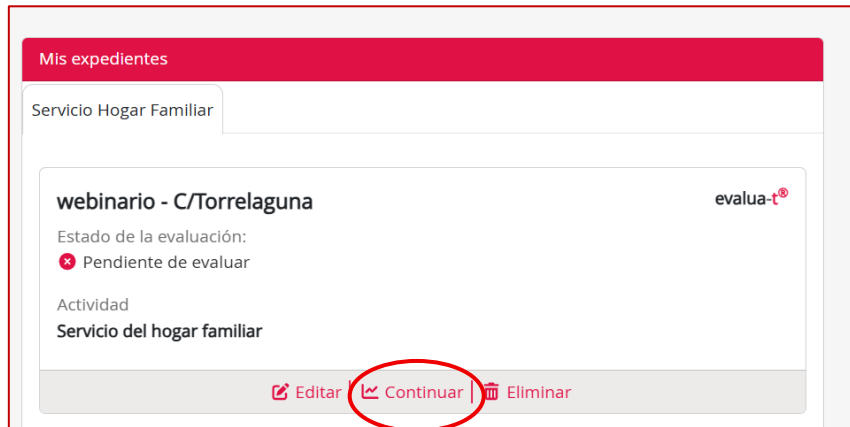 Mis expedientes
Servicio Hogar Familiar
webinario - C/Torrelaguna
evalua-t®
Estado de la evaluación:
Pendiente de evaluar
Actividad
Servicio del hogar familiar
Editar | Continuar | Eliminar